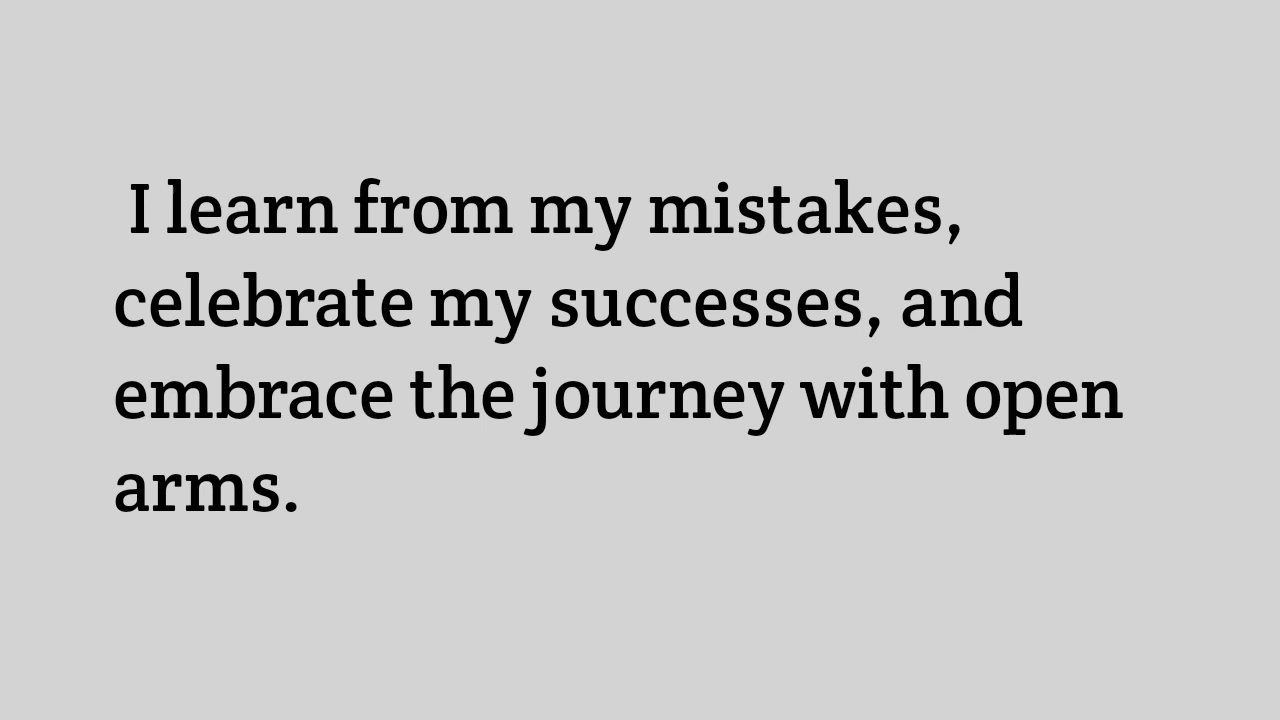 I learn from my mistakes,
celebrate my successes, and
embrace the journey with open
arms.